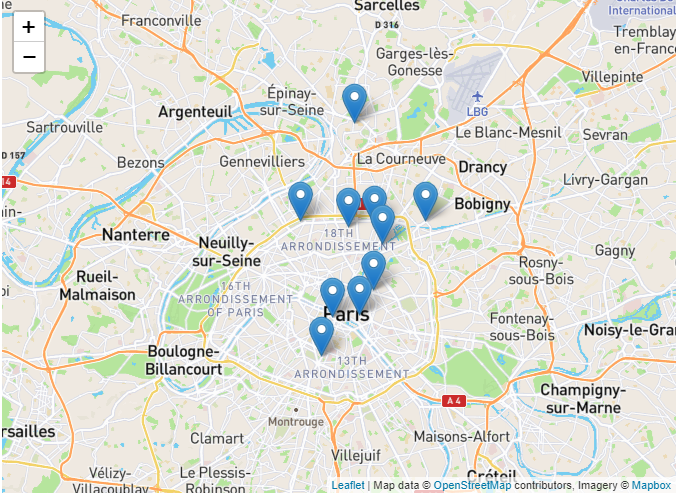 Sarcelles
D 316
Charles De
International
Franconville
+
−
Tremblay
-en-France
Garges-lès-
Gonesse
Villepinte
Épinay-
sur-Seine
Argenteuil
LBG
Sartrouville
Le Blanc-Mesnil
Sevran
D 157
Bezons
Gennevilliers
La Courneuve
Drancy
Livry-Gargan
14
Bobigny
in-
Nanterre
18TH
ARRONDISSEMENT
Neuilly-
sur-Seine
Gagny
Rosny-
sous-Bois
Rueil-
Malmaison
16TH
ARRONDISSEMENT
OF PARIS
Paris
Fontenay-
sous-Bois
Noisy-le-Gran
Boulogne-
Billancourt
13TH
ARRONDISSEMENT
Champigny-
sur-Marne
A 4
Montrouge
ersailles
Clamart
Maisons-Alfort
Villejuif
Vélizy-
Villacoublay
Le Plessis-
Robinson
Créteil
Leaflet | Map data © OpenStreetMap contributors, Imagery © Mapbox